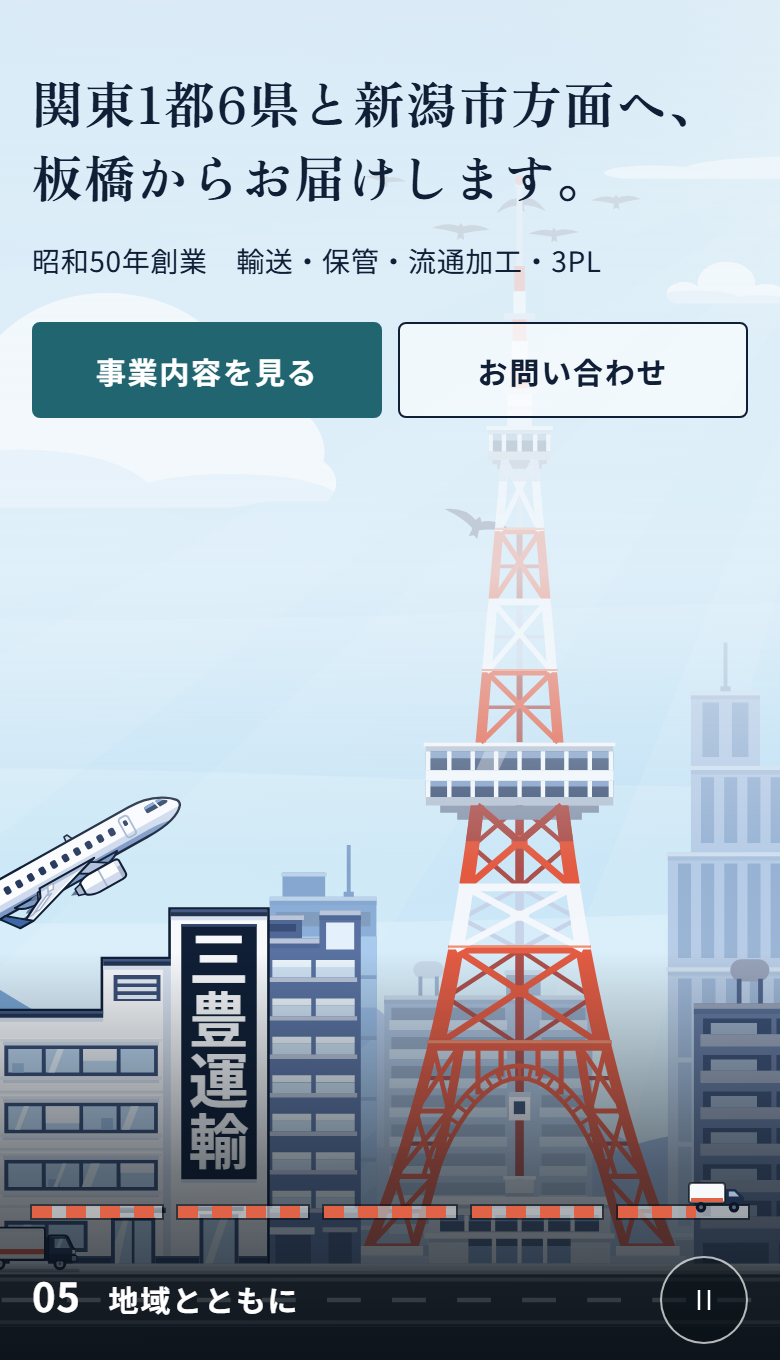 関東1都6県と新潟市方面へ、
板橋からお届けします。
昭和50年創業　輸送・保管・流通加工・3PL
事業内容を見る
お問い合わせ
三豊運輸
05 地域とともに